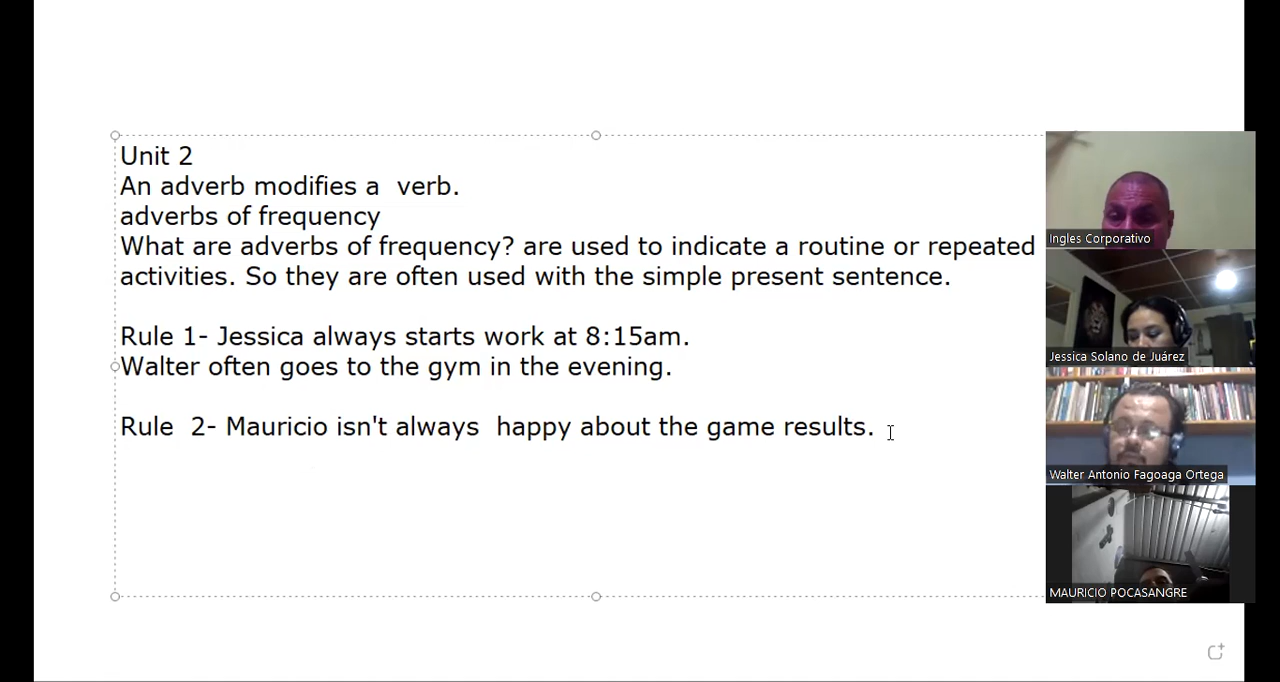 Unit 2
An adverb modifies a  verb.
adverbs of frequency
What are adverbs of frequency? are used to indicate a routine or repeated
activities. So they are often used with the simple present sentence.
Rule 1- Jessica always starts work at 8:15am.
Walter often goes to the gym in the evening.
Rule  2- Mauricio isn't always  happy about the game results.
Ingles Corporativo
Jessica Solano de Juárez
Walter Antonio Fagoaga Ortega
MAURICIO POCASANGRE